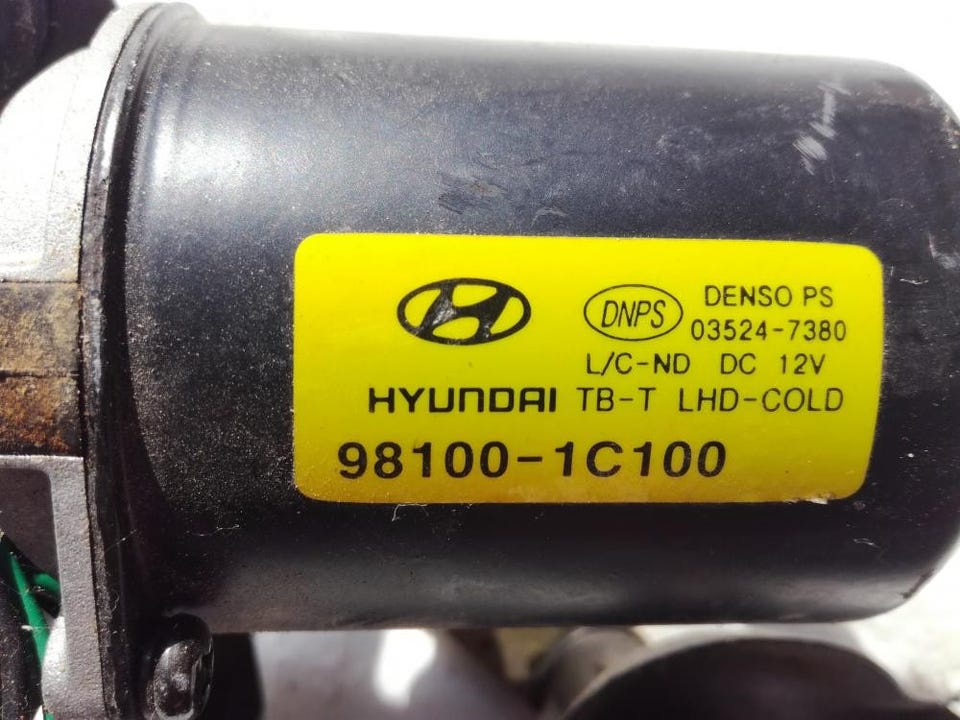 DNPS
DENSO PS
03524-7380
L/C-ND DC 12V
HYUNDAI TB-T LHD-COLD
98100-1C100